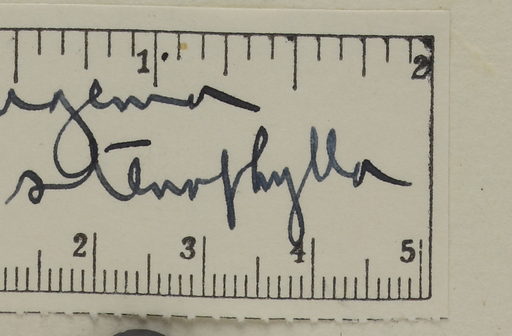 1 2
ugenia
stenophylla
2 3 4 5